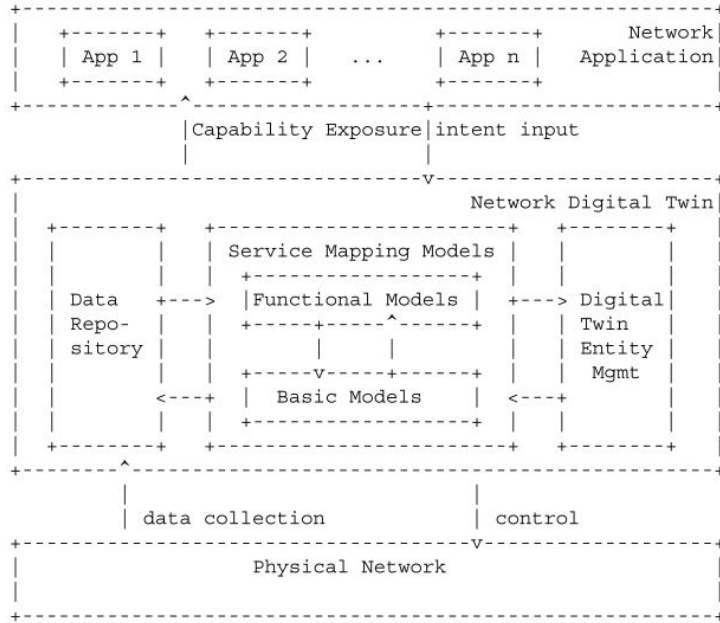 Network
App 1 App 2 ... App n Application
Capability Exposure intent input
Network Digital Twin
Service Mapping Models
Data Functional Models Digital
Repo- Twin
sitory Entity
Basic Models Mgmt
data collection control
Physical Network